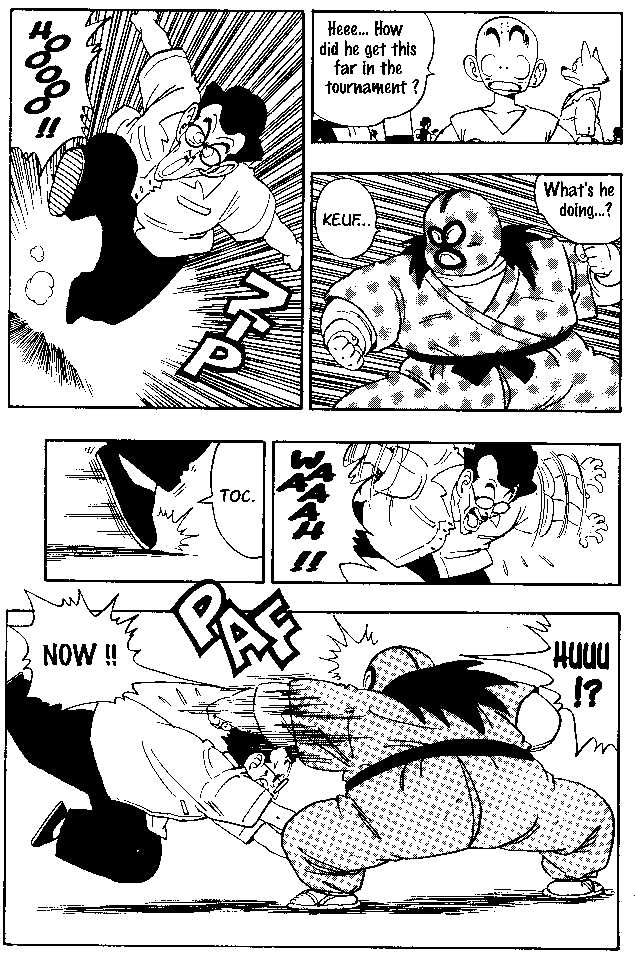 Heee... How
did he get this
far in the
tournament ?
What's he
doing...?
KEUF...
HOOOOOO !!
ZIP
WAAAAH !!
TOC.
HUUU
!?
PAF
NOW !!